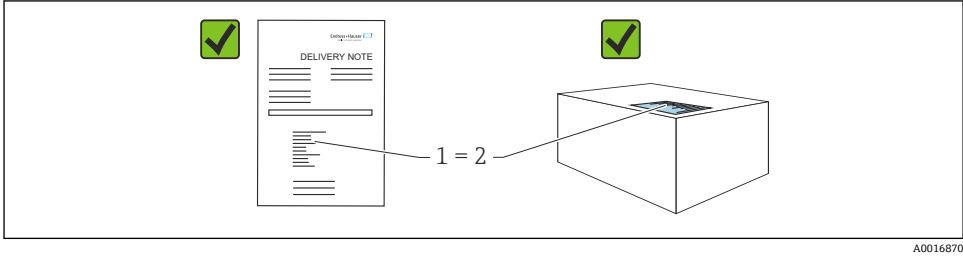 Endress+Hauser
DELIVERY NOTE
1 = 2
A0016870